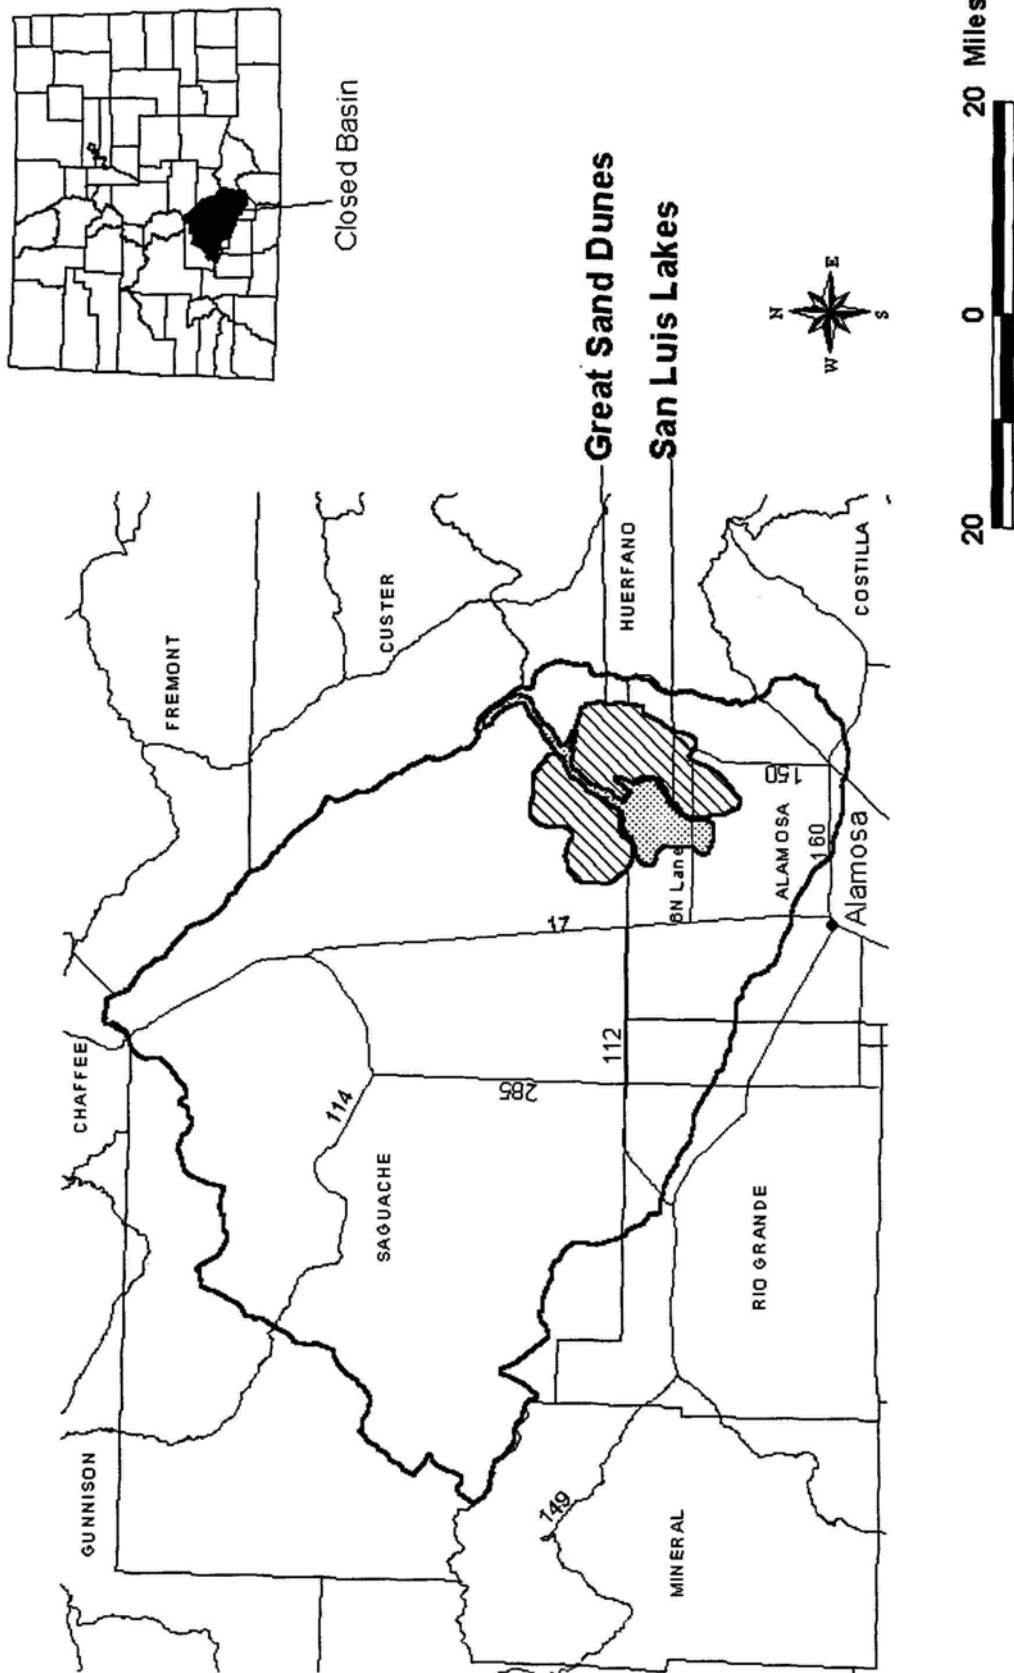 Closed Basin
GUNNISON
CHAFFEE
FREMONT
CUSTER
114
SAGUACHE
285
17
149
112
Great Sand Dunes
HUERFANO
San Luis Lakes
MINERAL
RIO GRANDE
6N Lane
150
ALAMOSA
160
Alamosa
COSTILLA
N
W E
S
20 0 20 Miles